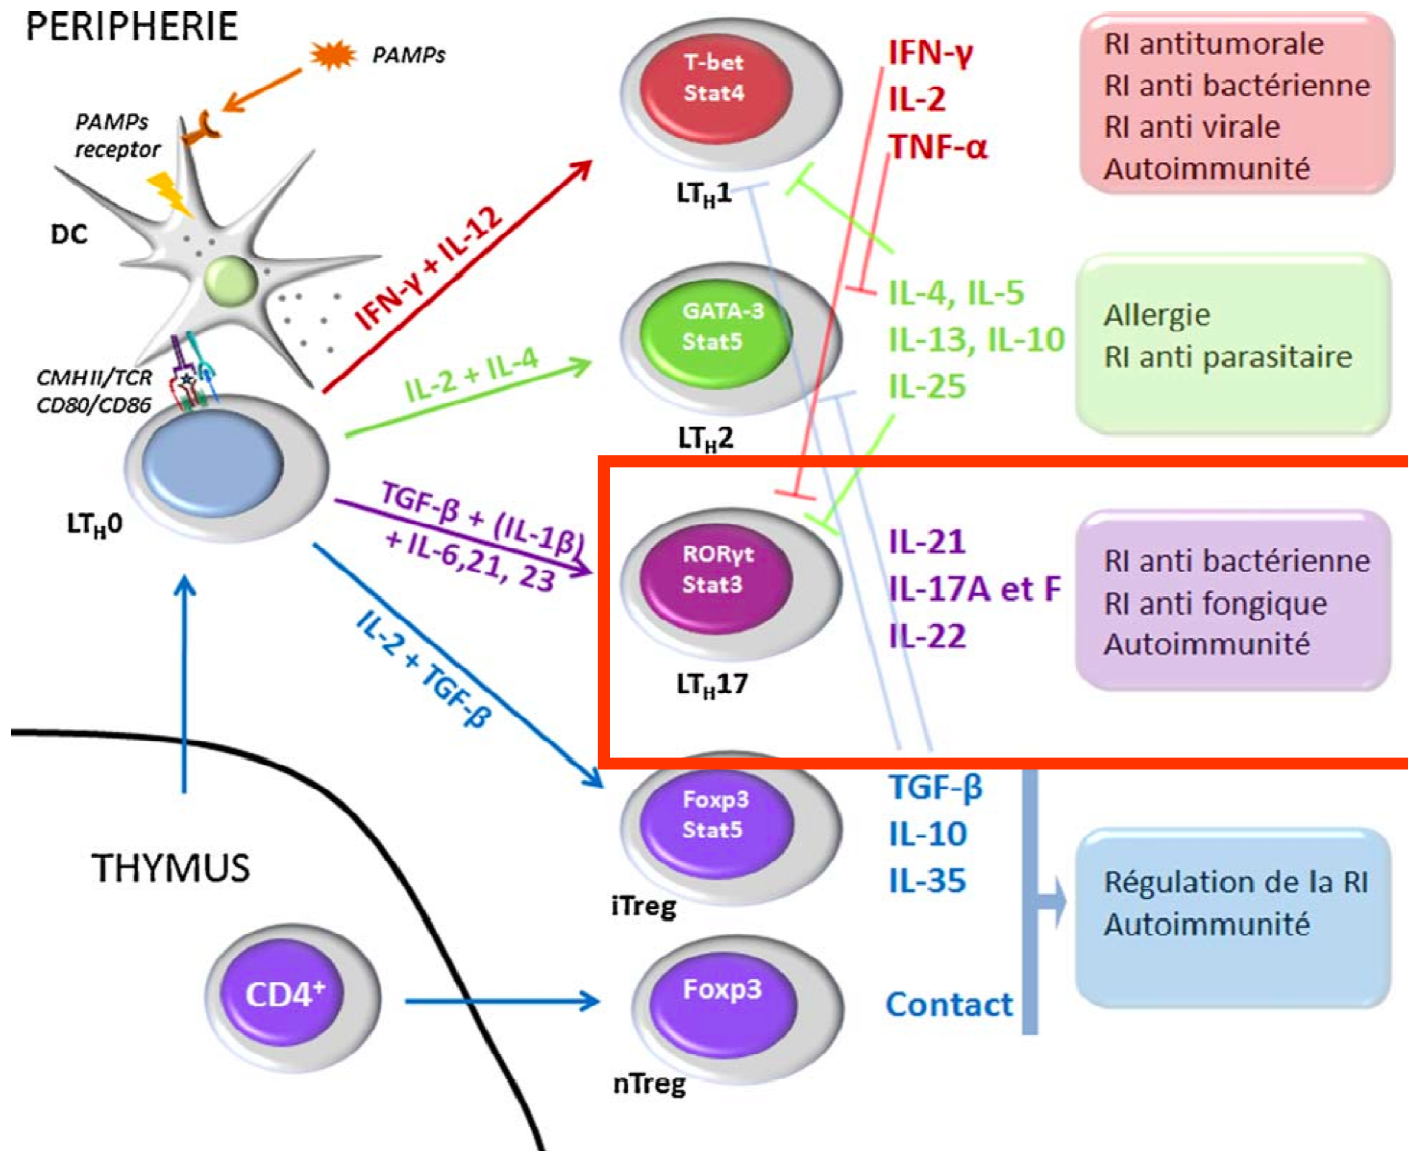 PERIPHERIE
PAMPs
PAMPs
receptor
DC
CMHII/TCR
CD80/CD86
LTH0
IFN-γ + IL-12
IL-2 + IL-4
TGF-β + (IL-1β)
+ IL-6,21, 23
IL-2 + TGF-β
T-bet
Stat4
LTH1
IFN-γ
IL-2
TNF-α
RI antitumorale
RI anti bactérienne
RI anti virale
Autoimmunité
GATA-3
Stat5
LTH2
IL-4, IL-5
IL-13, IL-10
IL-25
Allergie
RI anti parasitaire
RORγt
Stat3
LTH17
IL-21
IL-17A et F
IL-22
RI anti bactérienne
RI anti fongique
Autoimmunité
Foxp3
Stat5
iTreg
TGF-β
IL-10
IL-35
Régulation de la RI
Autoimmunité
THYMUS
CD4+
Foxp3
nTreg
Contact